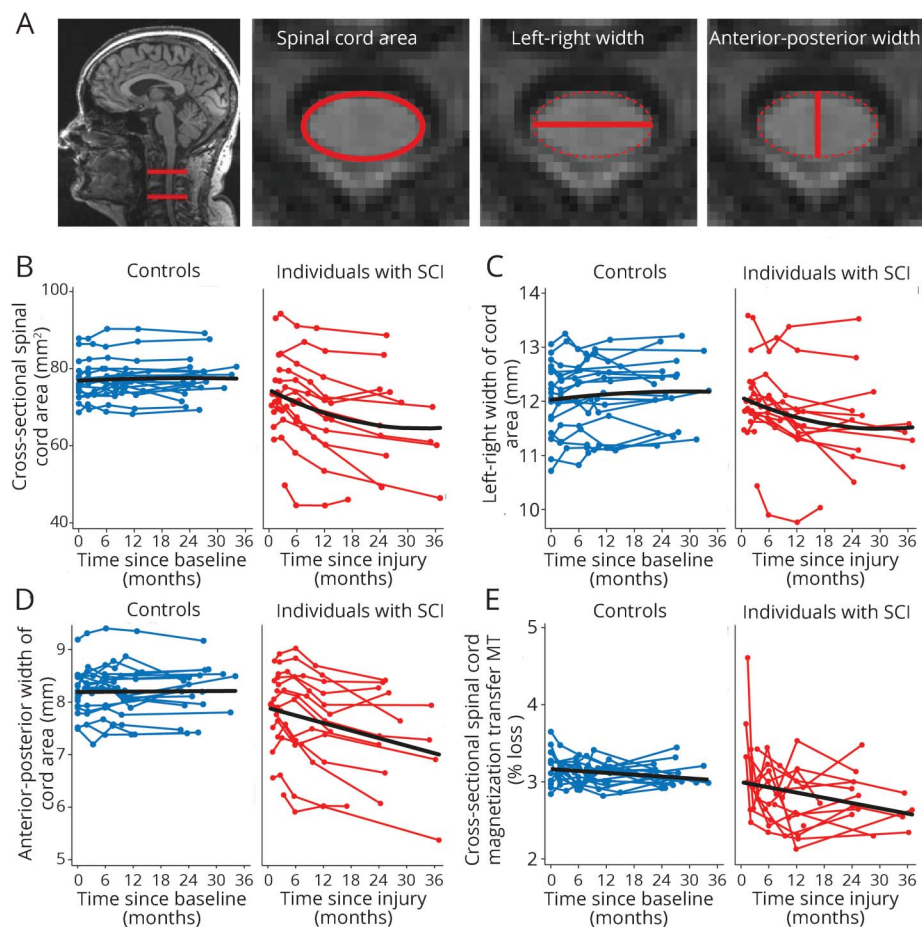 A
Spinal cord area
Left-right width
Anterior-posterior width
B
Controls
Individuals with SCI
Cross-sectional spinal
cord area (mm²)
100
80
60
40
0 6 12 18 24 30 36
0 6 12 18 24 30 36
Time since baseline
(months)
Time since injury
(months)
C
Controls
Individuals with SCI
Left-right width of cord
area (mm)
14
13
12
11
10
0 6 12 18 24 30 36
0 6 12 18 24 30 36
Time since baseline
(months)
Time since injury
(months)
D
Controls
Individuals with SCI
Anterior-posterior width of
cord area (mm)
9
8
7
6
5
0 6 12 18 24 30 36
0 6 12 18 24 30 36
Time since baseline
(months)
Time since injury
(months)
E
Controls
Individuals with SCI
Cross-sectional spinal cord
magnetization transfer MT
(% loss )
5
4
3
2
0 6 12 18 24 30 36
0 6 12 18 24 30 36
Time since baseline
(months)
Time since injury
(months)